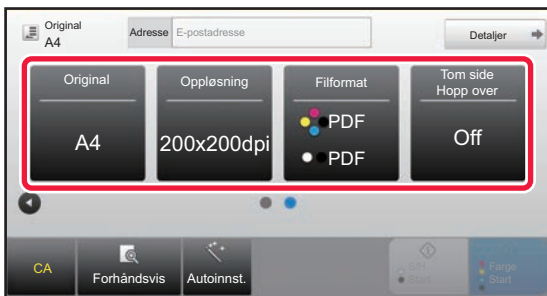 Original
A4
Adresse E-postadresse
Detaljer
Original
A4
Oppløsning
200x200dpi
Filformat
PDF
PDF
Tom side
Hopp over
Off
CA
Forhåndsvis
Autoinnst.
S/H
Start
Farge
Start